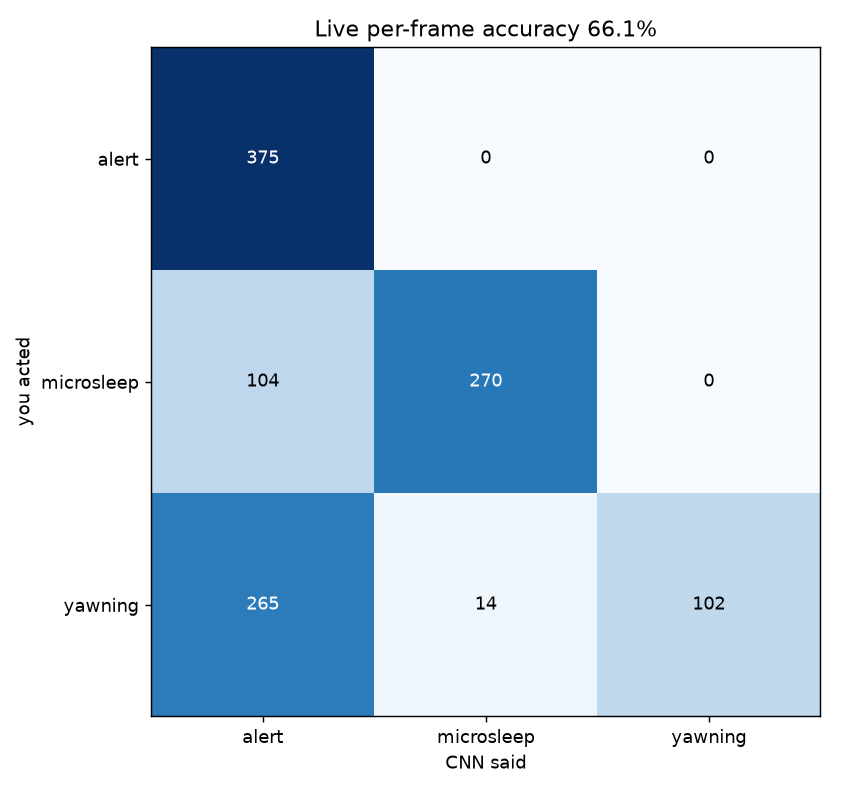 Live per-frame accuracy 66.1%
alert
375
0
0
you acted
microsleep
104
270
0
yawning
265
14
102
alert
microsleep
yawning
CNN said